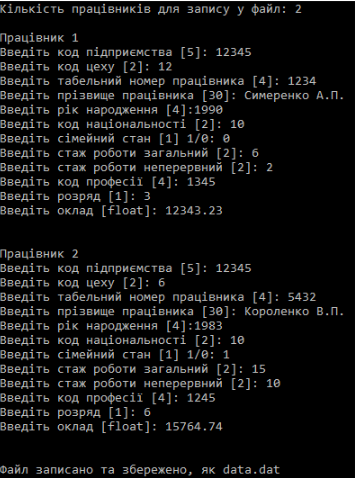 Кількість працівників для запису у файл: 2
Працівник 1
Введіть код підприємства [5]: 12345
Введіть код цеху [2]: 12
Введіть табельний номер працівника [4]: 1234
Введіть прізвище працівника [30]: Симеренко А.П.
Введіть рік народження [4]:1990
Введіть код національності [2]: 10
Введіть сімейний стан [1] 1/0: 0
Введіть стаж роботи загальний [2]: 6
Введіть стаж роботи неперервний [2]: 2
Введіть код професії [4]: 1345
Введіть розряд [1]: 3
Введіть оклад [float]: 12343.23
Працівник 2
Введіть код підприємства [5]: 12345
Введіть код цеху [2]: 6
Введіть табельний номер працівника [4]: 5432
Введіть прізвище працівника [30]: Короленко В.П.
Введіть рік народження [4]:1983
Введіть код національності [2]: 10
Введіть сімейний стан [1] 1/0: 1
Введіть стаж роботи загальний [2]: 15
Введіть стаж роботи неперервний [2]: 10
Введіть код професії [4]: 1245
Введіть розряд [1]: 6
Введіть оклад [float]: 15764.74
Файл записано та збережено, як data.dat